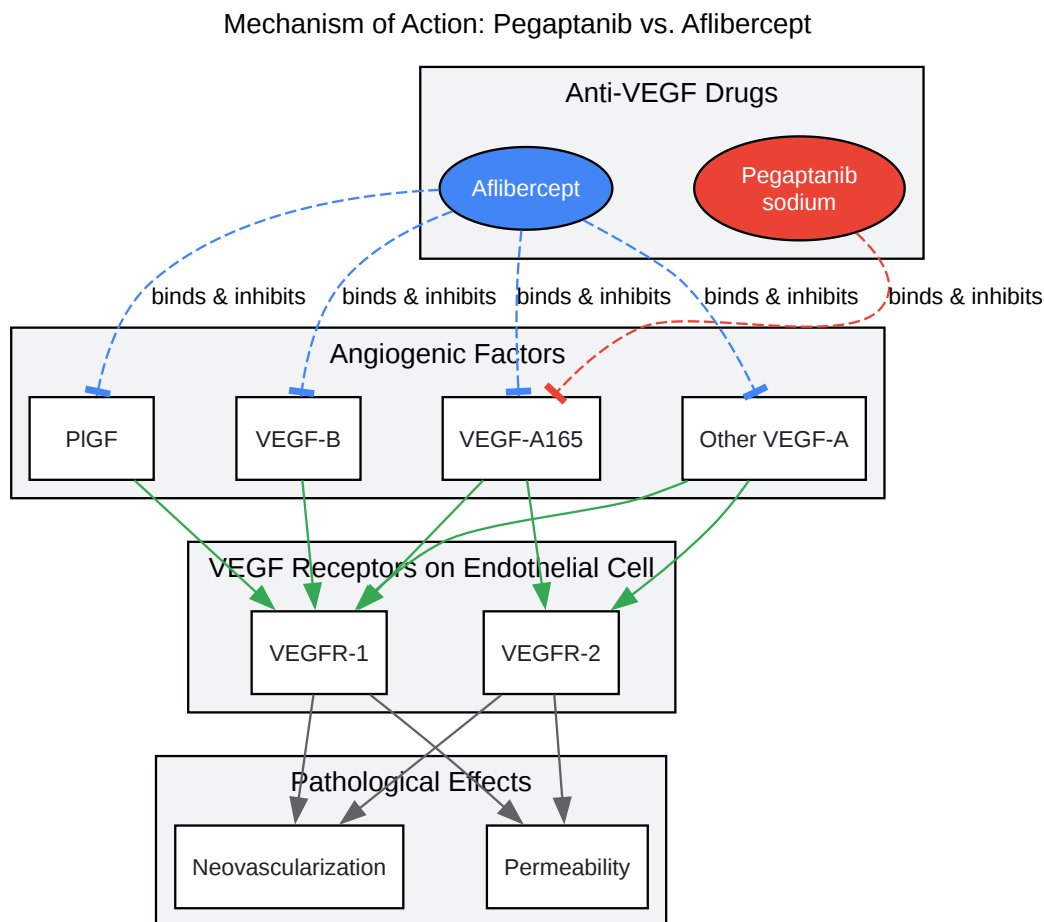 Mechanism of Action: Pegaptanib vs. Aflibercept
Anti-VEGF Drugs
Aflibercept
Pegaptanib
sodium
binds & inhibits
binds & inhibits
binds & inhibits
binds & inhibits
binds & inhibits
Angiogenic Factors
PlGF
VEGF-B
VEGF-A165
Other VEGF-A
VEGF Receptors on Endothelial Cell
VEGFR-1
VEGFR-2
Pathological Effects
Neovascularization
Permeability